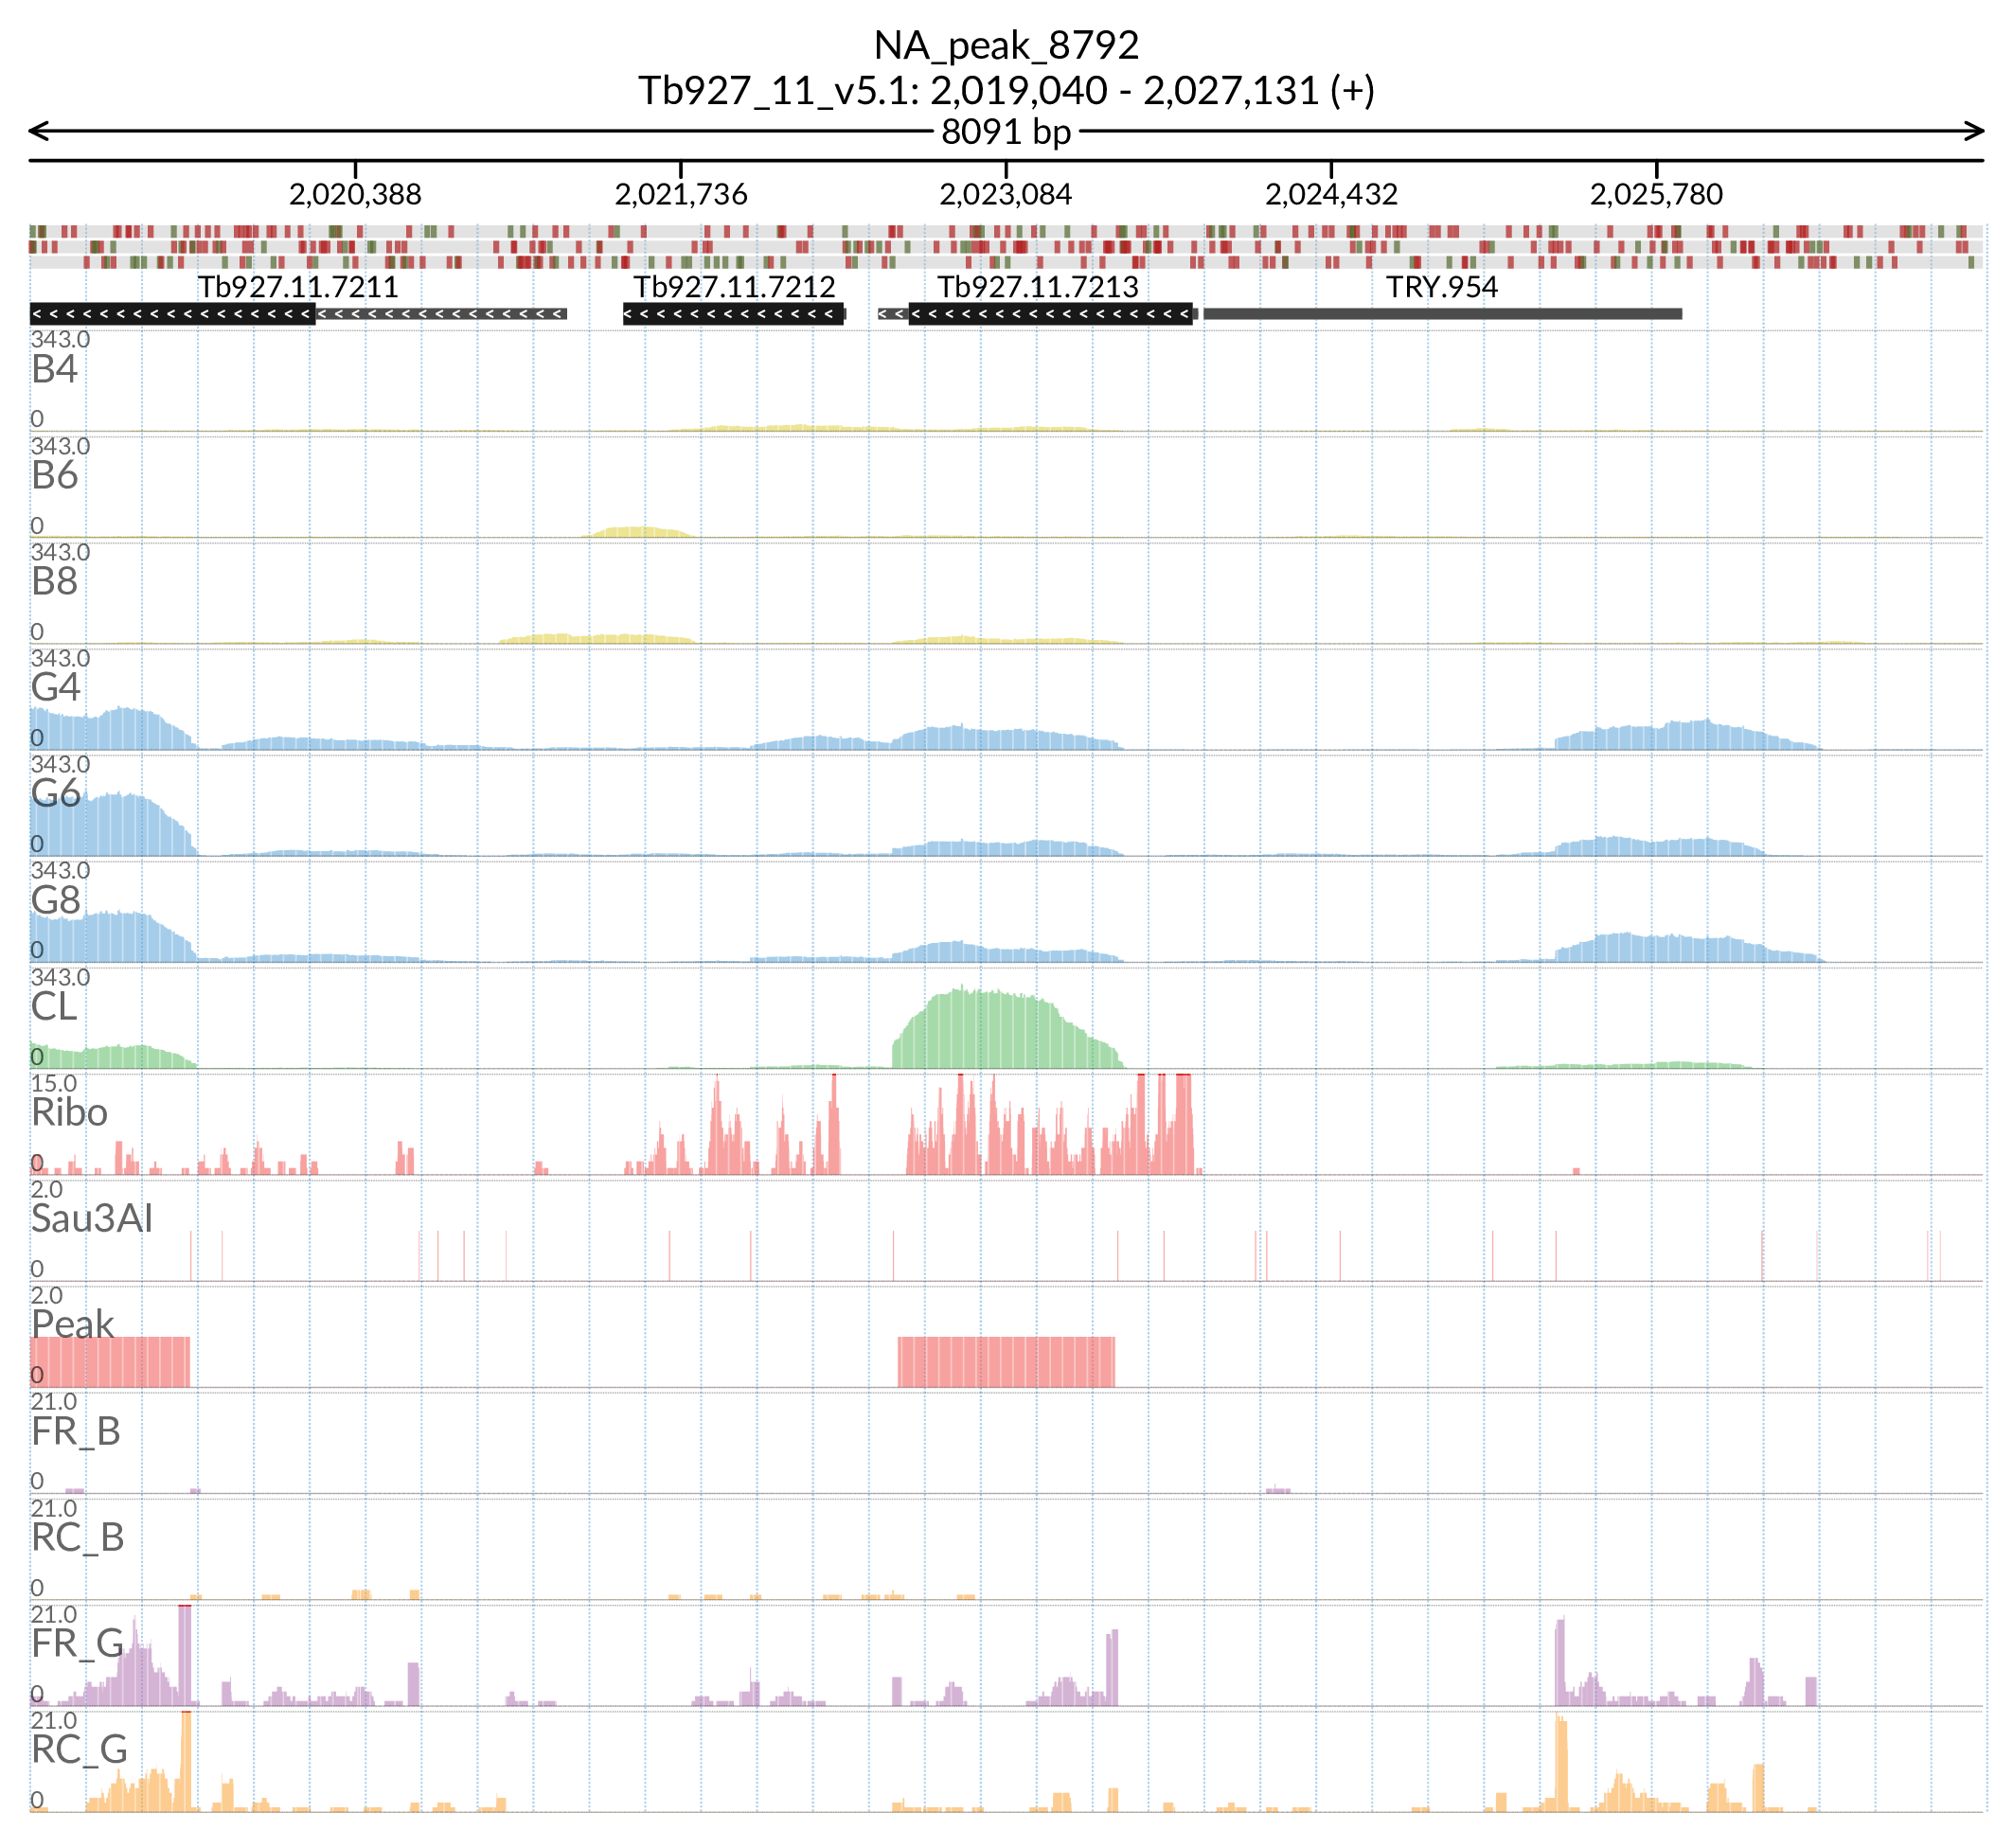 NA_peak_8792
Tb927_11_v5.1: 2,019,040 - 2,027,131 (+)
8091 bp
2,020,388 2,021,736 2,023,084 2,024,432 2,025,780
Tb927.11.7211 Tb927.11.7212 Tb927.11.7213 TRY.954
343.0
B4
0
343.0
B6
0
343.0
B8
0
343.0
G4
0
343.0
G6
0
343.0
G8
0
343.0
CL
0
15.0
Ribo
0
2.0
Sau3AI
0
2.0
Peak
0
21.0
FR_B
0
21.0
RC_B
0
21.0
FR_G
0
21.0
RC_G
0